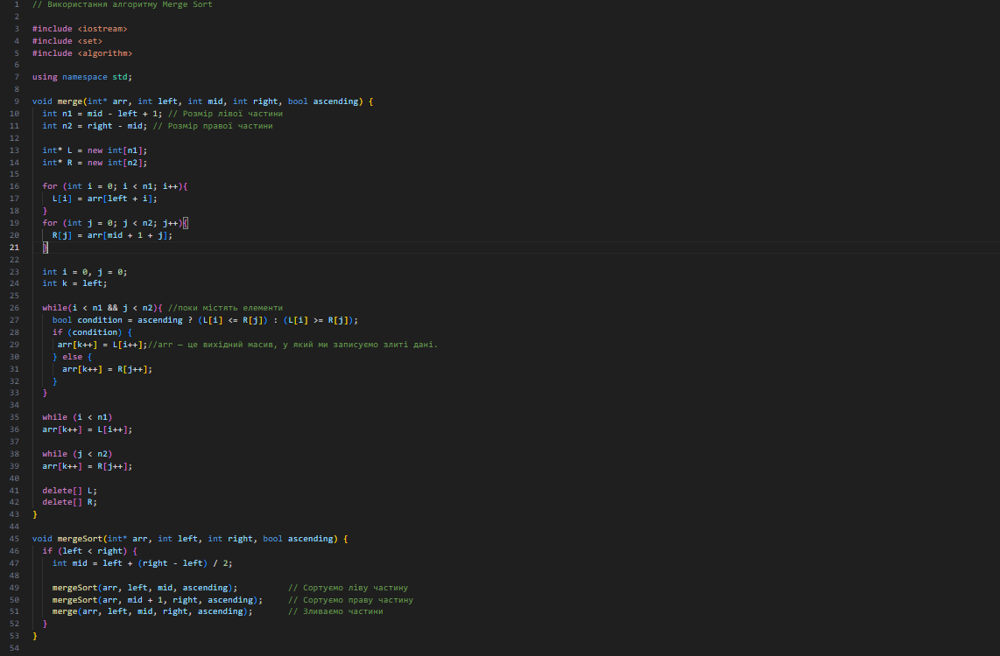 1 // Використання алгоритму Merge Sort
2
3 #include <iostream>
4 #include <set>
5 #include <algorithm>
6
7 using namespace std;
8
9 void merge(int* arr, int left, int mid, int right, bool ascending) {
10   int n1 = mid - left + 1; // Розмір лівої частини
11   int n2 = right - mid; // Розмір правої частини
12
13   int* L = new int[n1];
14   int* R = new int[n2];
15
16   for (int i = 0; i < n1; i++){
17     L[i] = arr[left + i];
18   }
19   for (int j = 0; j < n2; j++){
20     R[j] = arr[mid + 1 + j];
21   }
22
23   int i = 0, j = 0;
24   int k = left;
25
26   while(i < n1 && j < n2){ //поки містять елементи
27     bool condition = ascending ? (L[i] <= R[j]) : (L[i] >= R[j]);
28     if (condition) {
29      arr[k++] = L[i++];//arr — це вихідний масив, у який ми записуємо злиті дані.
30     } else {
31       arr[k++] = R[j++];
32     }
33   }
34
35   while (i < n1)
36   arr[k++] = L[i++];
37
38   while (j < n2)
39   arr[k++] = R[j++];
40
41   delete[] L;
42   delete[] R;
43 }
44
45 void mergeSort(int* arr, int left, int right, bool ascending) {
46   if (left < right) {
47     int mid = left + (right - left) / 2;
48
49     mergeSort(arr, left, mid, ascending);          // Сортуємо ліву частину
50     mergeSort(arr, mid + 1, right, ascending);     // Сортуємо праву частину
51     merge(arr, left, mid, right, ascending);       // Зливаємо частини
52   }
53 }
54